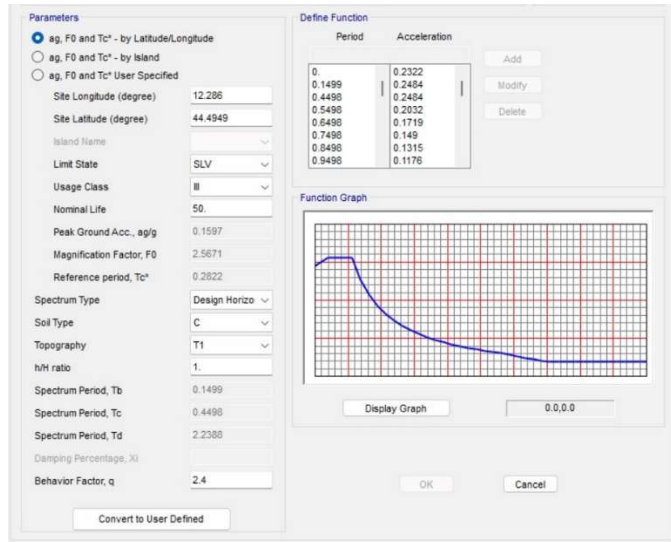 Parameters
ag, F0 and Tc* - by Latitude/Longitude
ag, F0 and Tc* - by Island
ag, F0 and Tc* User Specified
Site Longitude (degree) 12.286
Site Latitude (degree) 44.4949
Island Name
Limit State SLV
Usage Class III
Nominal Life 50.
Peak Ground Acc., ag/g 0.1597
Magnification Factor, F0 2.5671
Reference period, Tc* 0.2822
Spectrum Type Design Horizo
Soil Type C
Topography T1
h/H ratio 1.
Spectrum Period, Tb 0.1499
Spectrum Period, Tc 0.4498
Spectrum Period, Td 2.2388
Damping Percentage, Xi
Behavior Factor, q 2.4
Convert to User Defined
Define Function
Period Acceleration
0. 0.2322
0.1499 0.2484
0.4498 0.2484
0.5498 0.2032
0.6498 0.1719
0.7498 0.149
0.8498 0.1315
0.9498 0.1176
Add
Modify
Delete
Function Graph
Display Graph 0.0,0.0
OK Cancel